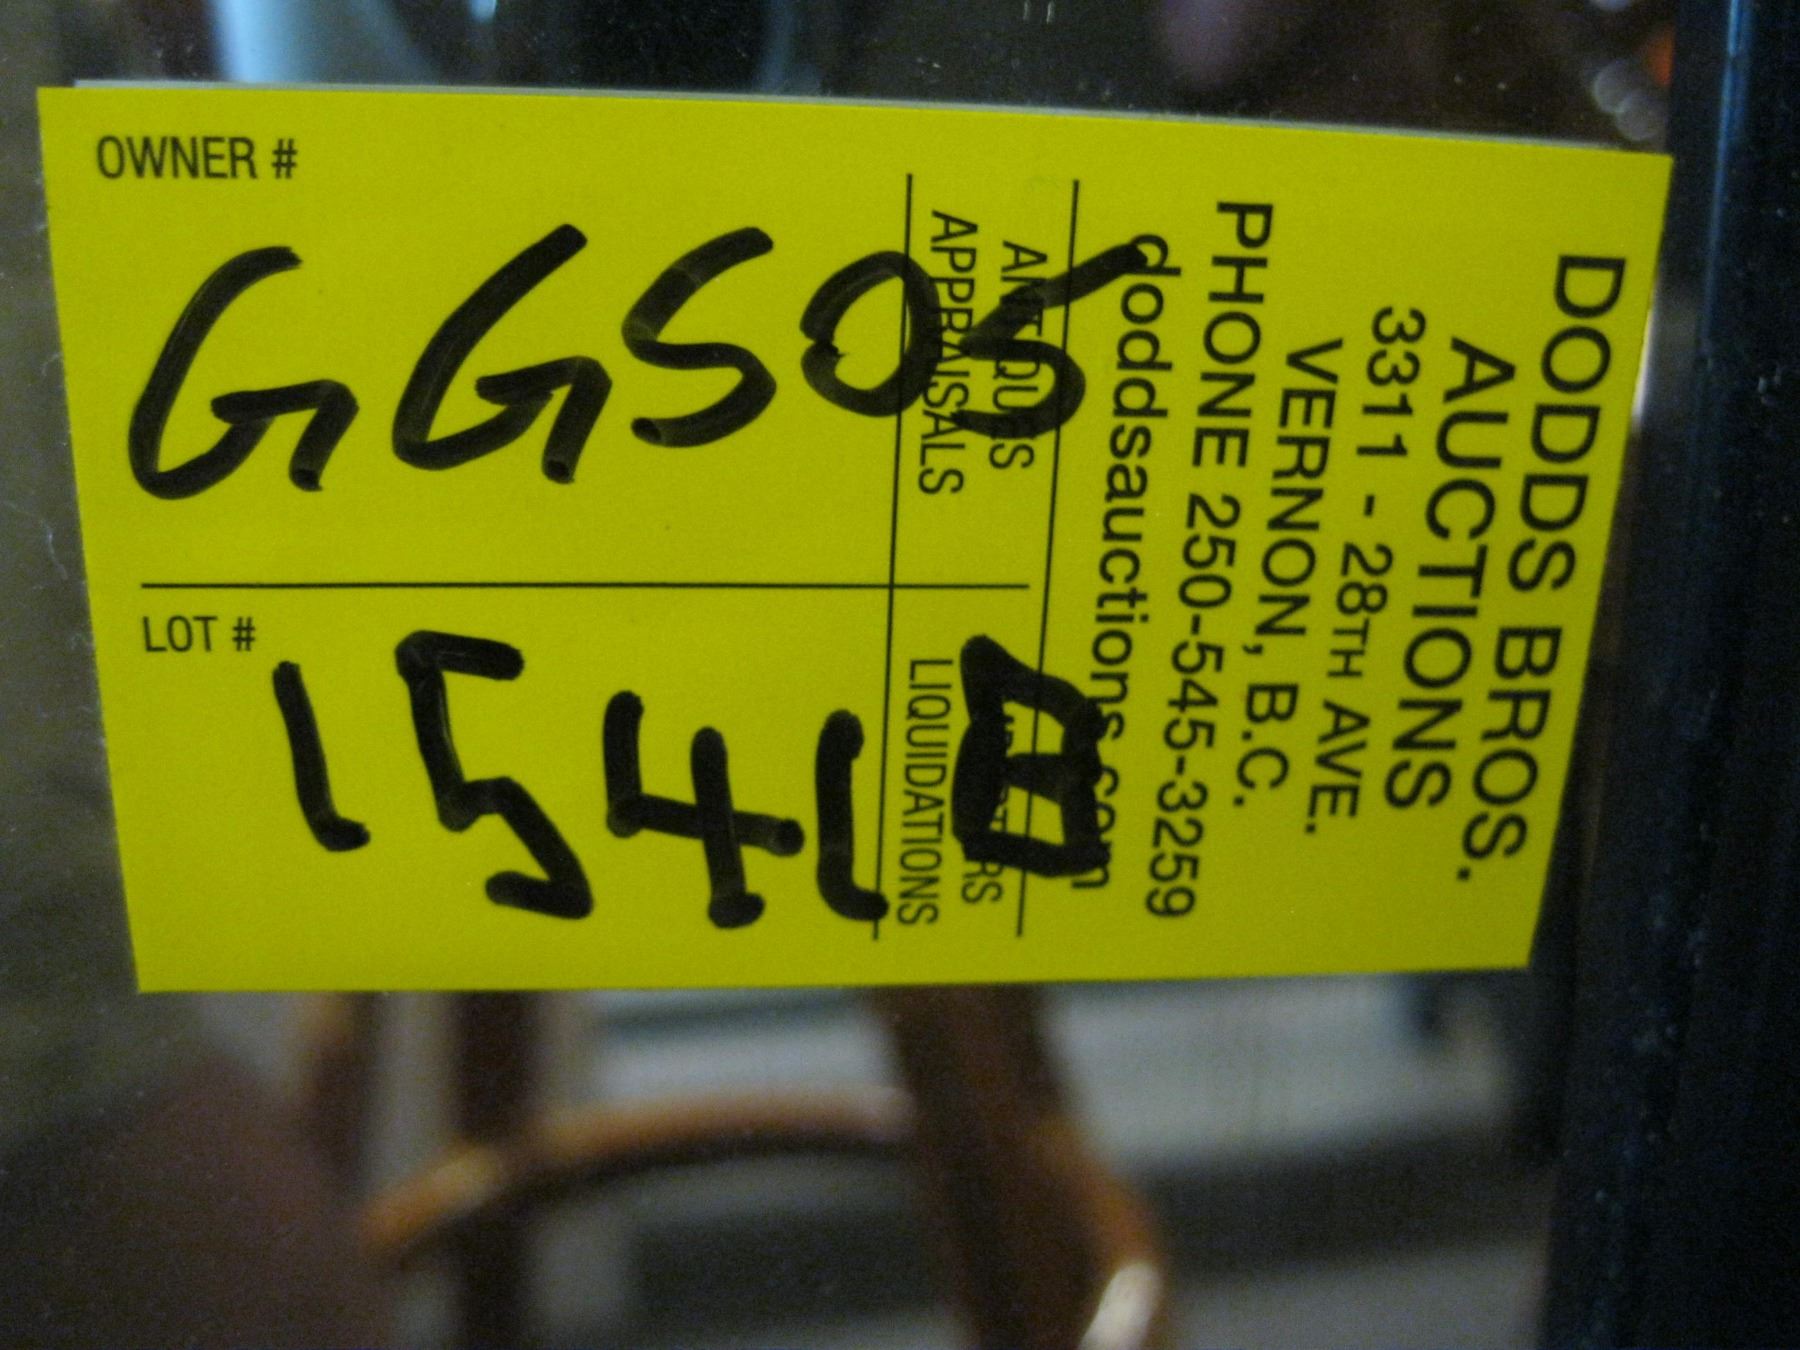 OWNER #
GGS05
LOT #
1541B
DODDS BROS.
AUCTIONS
3311 - 28TH AVE.
VERNON, B.C.
PHONE 250-545-3259
doddsauctions.com
ANTIQUES
APPRAISALS
LIQUIDATIONS